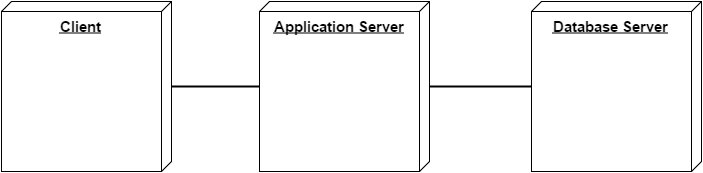 Client
Application Server
Database Server